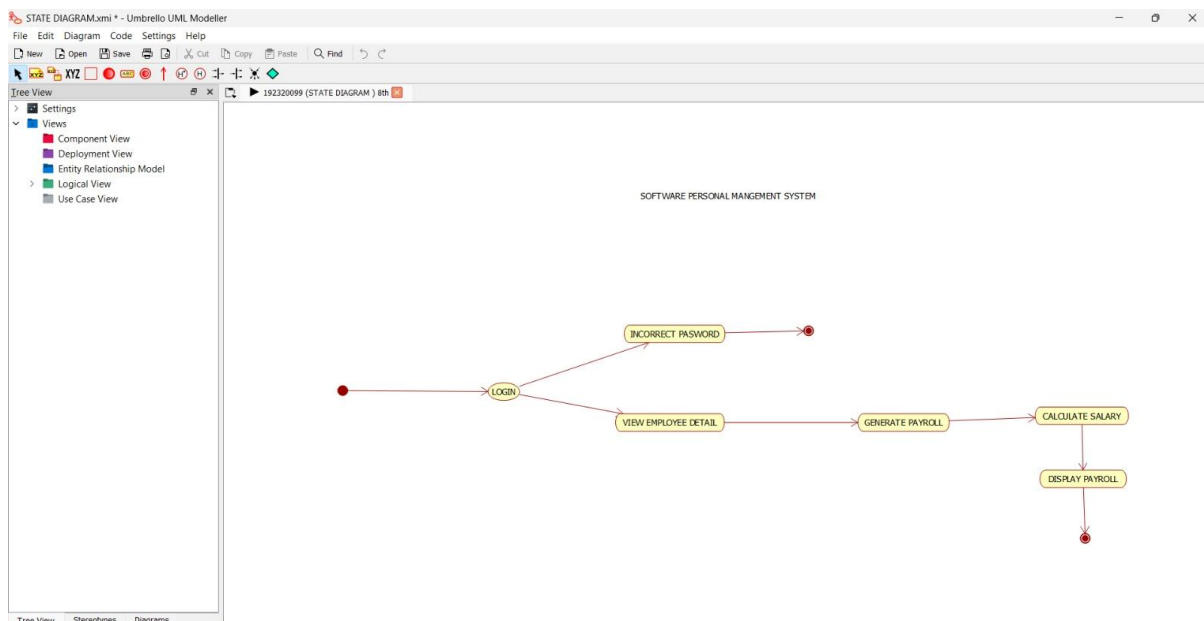 STATE DIAGRAM.xmi * - Umbrello UML Modeller
File Edit Diagram Code Settings Help
New Open Save Cut Copy Paste Find
XYZ XYZ
Tree View 192320099 (STATE DIAGRAM ) 8th
Settings
Views
Component View
Deployment View
Entity Relationship Model
Logical View
Use Case View
SOFTWARE PERSONAL MANGEMENT SYSTEM
INCORRECT PASWORD
LOGIN
VIEW EMPLOYEE DETAIL
GENERATE PAYROLL
CALCULATE SALARY
DISPLAY PAYROLL
Tree View Stereotypes Diagrams